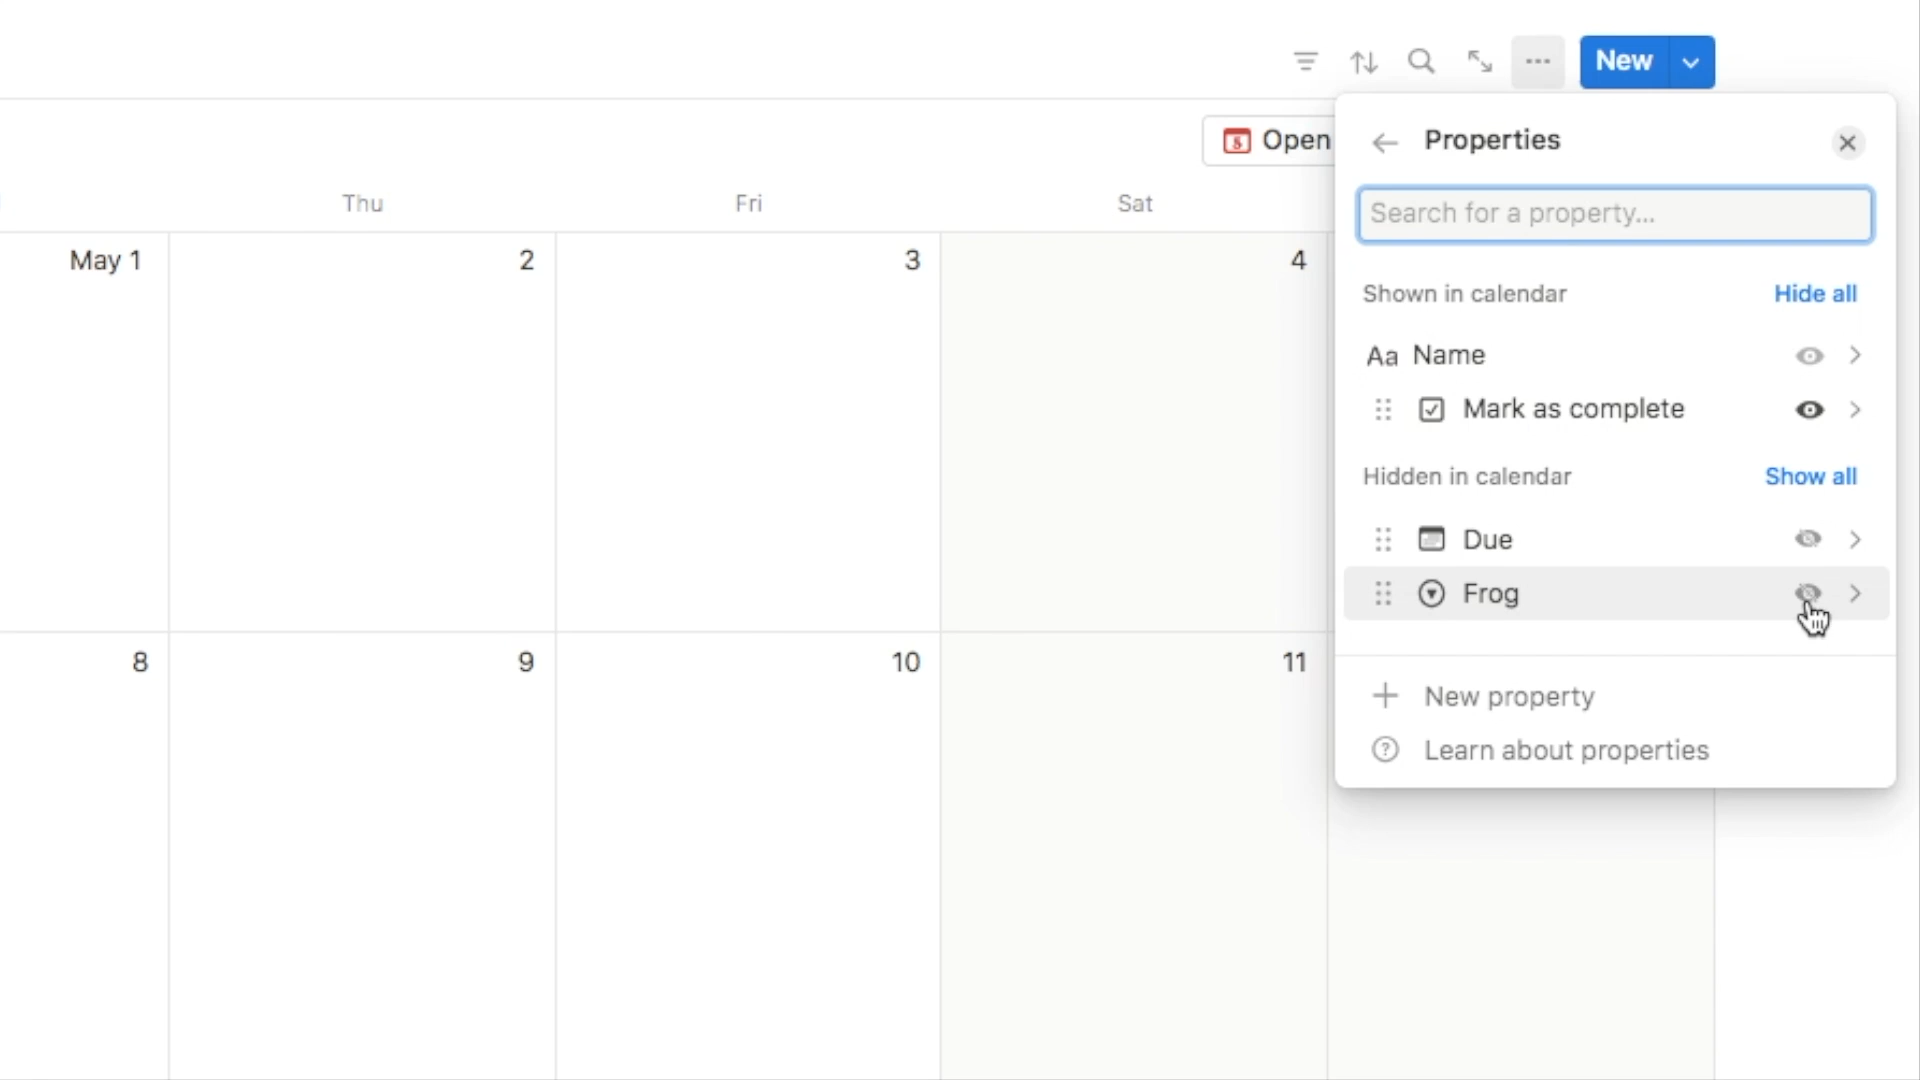 New
Open
Properties
Search for a property...
Thu
Fri
Sat
May 1
2
3
4
Shown in calendar
Hide all
Aa Name
Mark as complete
Hidden in calendar
Show all
Due
Frog
8
9
10
11
New property
? Learn about properties